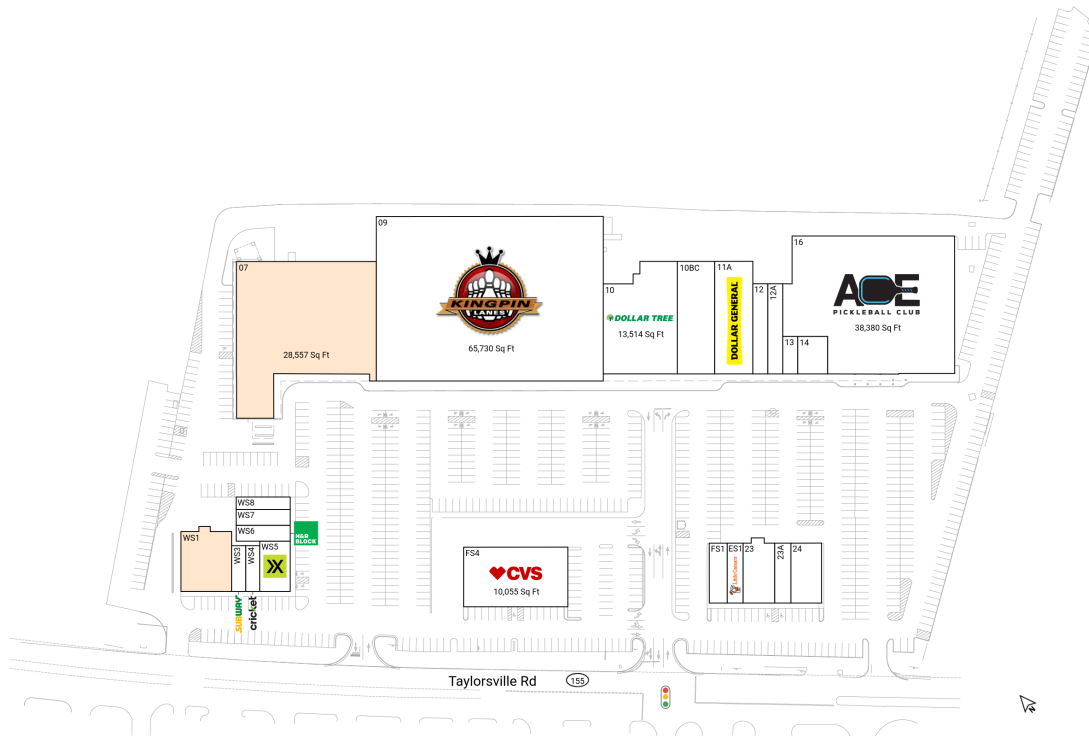 09
KINGPIN
LANES
65,730 Sq Ft
16
ACE
PICKLEBALL CLUB
38,380 Sq Ft
07
28,557 Sq Ft
10
DOLLAR TREE
13,514 Sq Ft
10BC
11A
DOLLAR GENERAL
12
12A
13
14
WS8
WS7
WS6
H&R
BLOCK
WS1
WS3
WS4
WS5
SUBWAY
cricket
FS4
CVS
10,055 Sq Ft
FS1
ES1
Little Caesars
23
23A
24
Taylorsville Rd
155
N